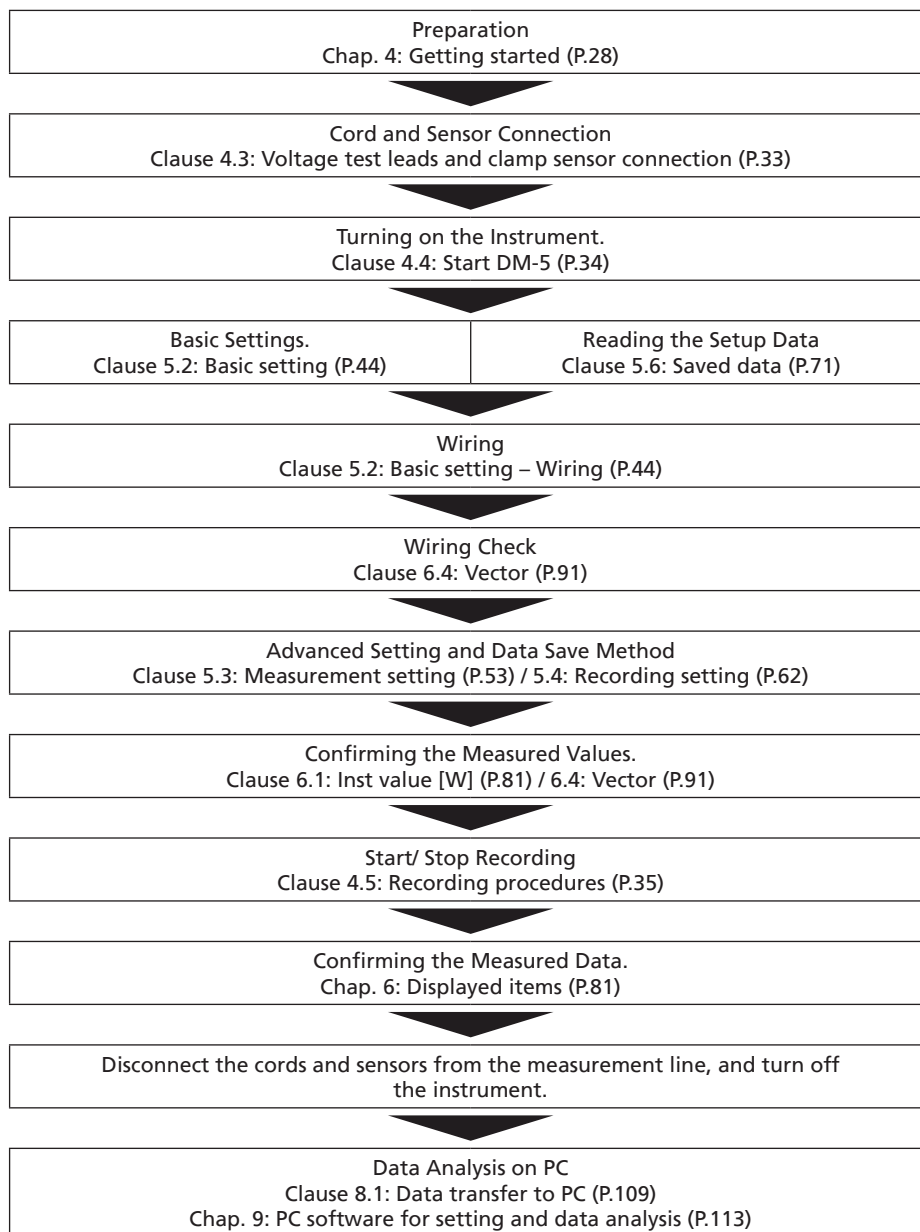 Preparation
Chap. 4: Getting started (P.28)
Cord and Sensor Connection
Clause 4.3: Voltage test leads and clamp sensor connection (P.33)
Turning on the Instrument.
Clause 4.4: Start DM-5 (P.34)
Basic Settings.
Clause 5.2: Basic setting (P.44)
Reading the Setup Data
Clause 5.6: Saved data (P.71)
Wiring
Clause 5.2: Basic setting – Wiring (P.44)
Wiring Check
Clause 6.4: Vector (P.91)
Advanced Setting and Data Save Method
Clause 5.3: Measurement setting (P.53) / 5.4: Recording setting (P.62)
Confirming the Measured Values.
Clause 6.1: Inst value [W] (P.81) / 6.4: Vector (P.91)
Start/ Stop Recording
Clause 4.5: Recording procedures (P.35)
Confirming the Measured Data.
Chap. 6: Displayed items (P.81)
Disconnect the cords and sensors from the measurement line, and turn off
the instrument.
Data Analysis on PC
Clause 8.1: Data transfer to PC (P.109)
Chap. 9: PC software for setting and data analysis (P.113)